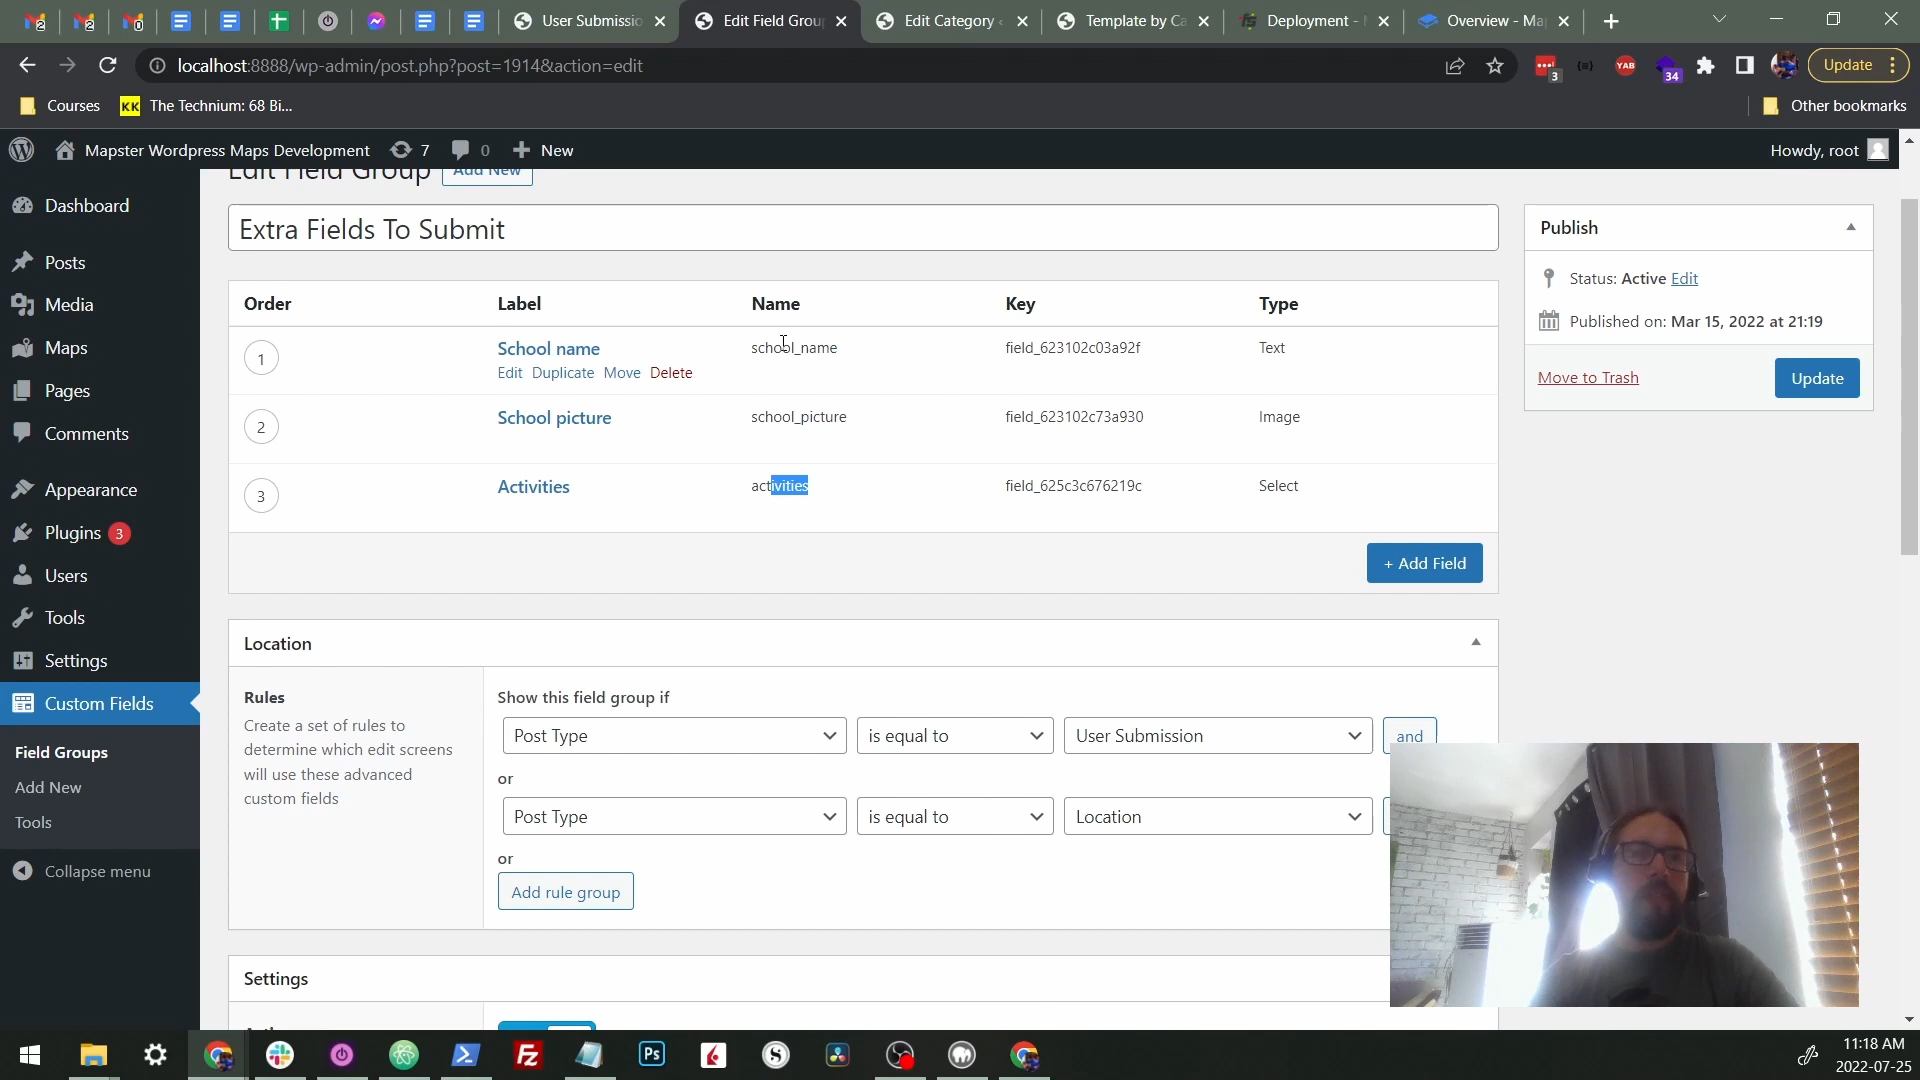 User Submissio
Edit Field Grou
Edit Category
Template by Ca
Deployment -
Overview - Ma
localhost:8888/wp-admin/post.php?post=1914&action=edit
3
YAB
34
Update
Courses
KK
The Technium: 68 Bi...
Other bookmarks
Mapster Wordpress Maps Development
7
0
New
Howdy, root
Dashboard
Posts
Media
Maps
Pages
Comments
Appearance
Plugins 3
Users
Tools
Settings
Custom Fields
Field Groups
Add New
Tools
Collapse menu
Edit Field Group
Add New
Extra Fields To Submit
Order Label Name Key Type
1 School name school_name field_623102c03a92f Text
Edit Duplicate Move Delete
2 School picture school_picture field_623102c73a930 Image
3 Activities activities field_625c3c676219c Select
+ Add Field
Location
Rules
Create a set of rules to
determine which edit screens
will use these advanced
custom fields
Show this field group if
Post Type is equal to User Submission and
or
Post Type is equal to Location
or
Add rule group
Settings
Publish
Status: Active Edit
Published on: Mar 15, 2022 at 21:19
Move to Trash
Update
Ps
Fz
11:18 AM
2022-07-25